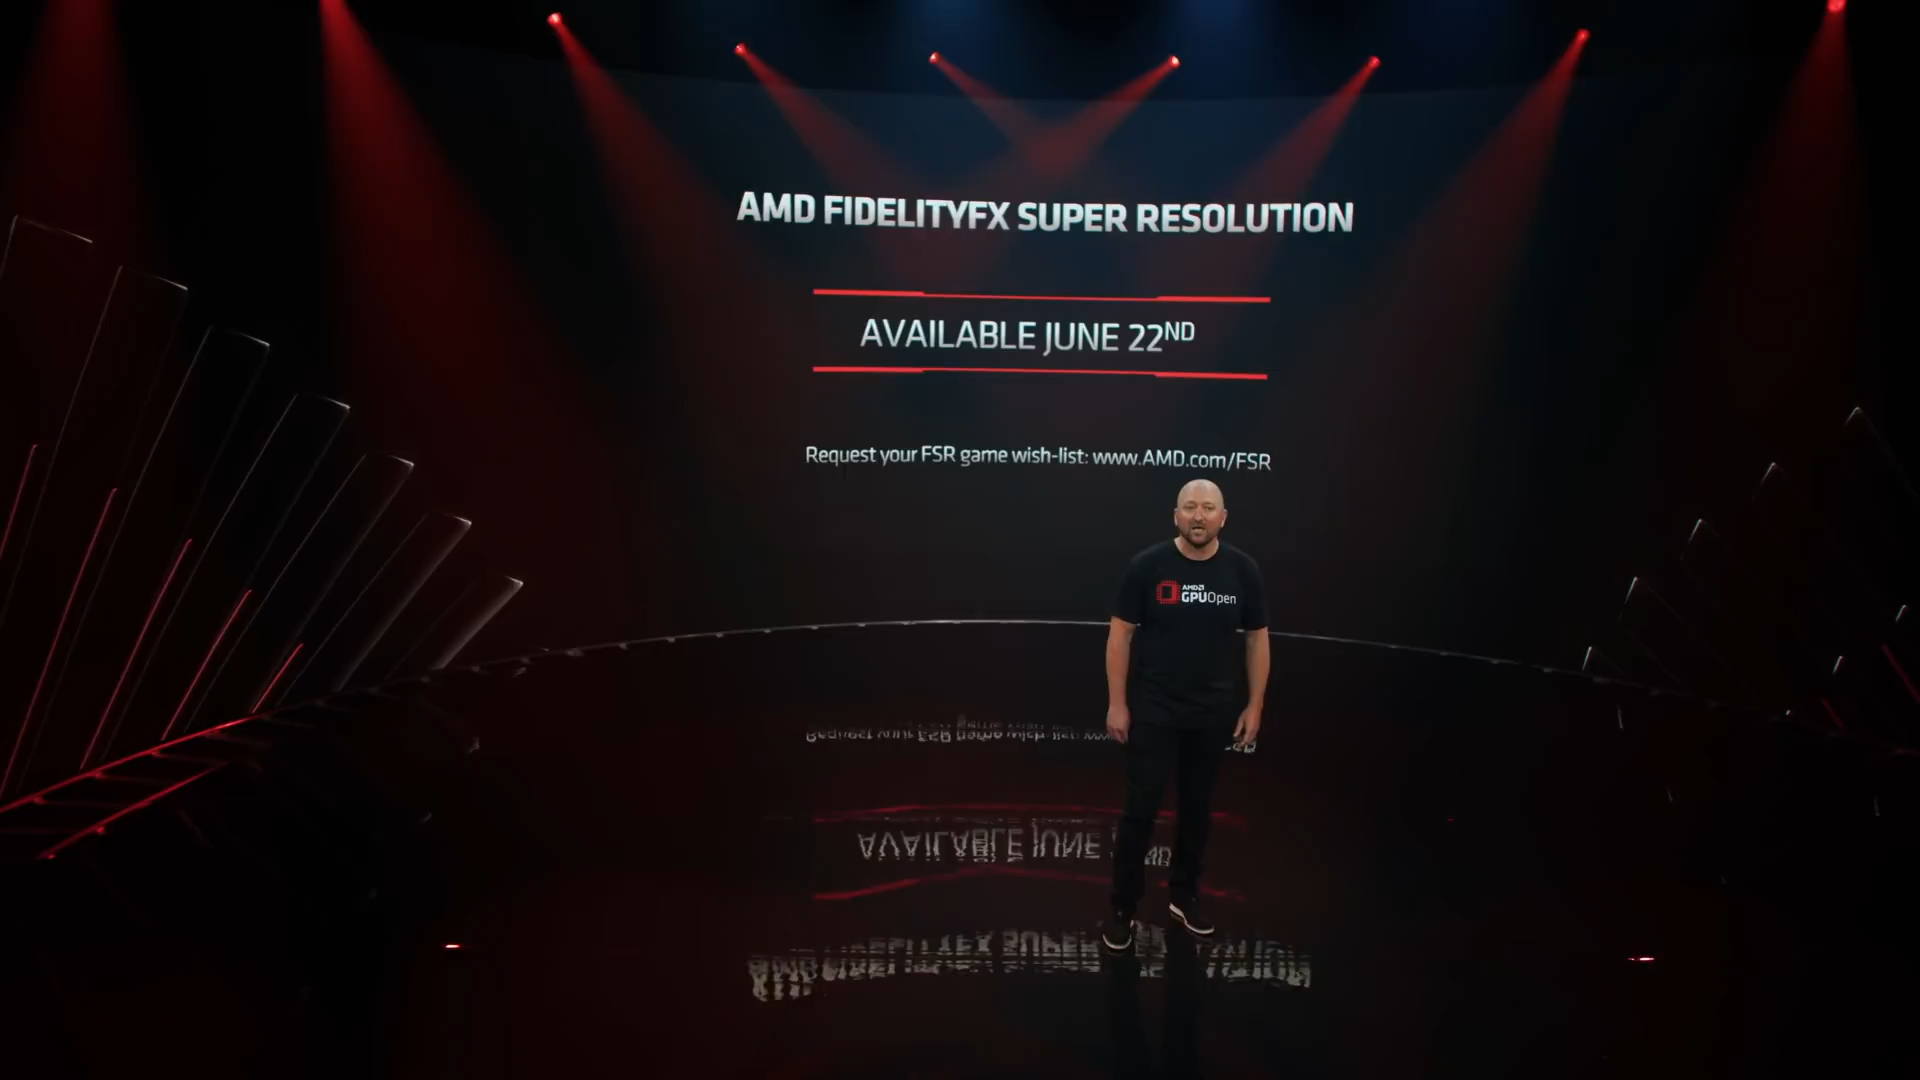 AMD FIDELITYFX SUPER RESOLUTION
AVAILABLE JUNE 22ND
Request your FSR game wish-list: www.AMD.com/FSR
AMD
GPUOpen